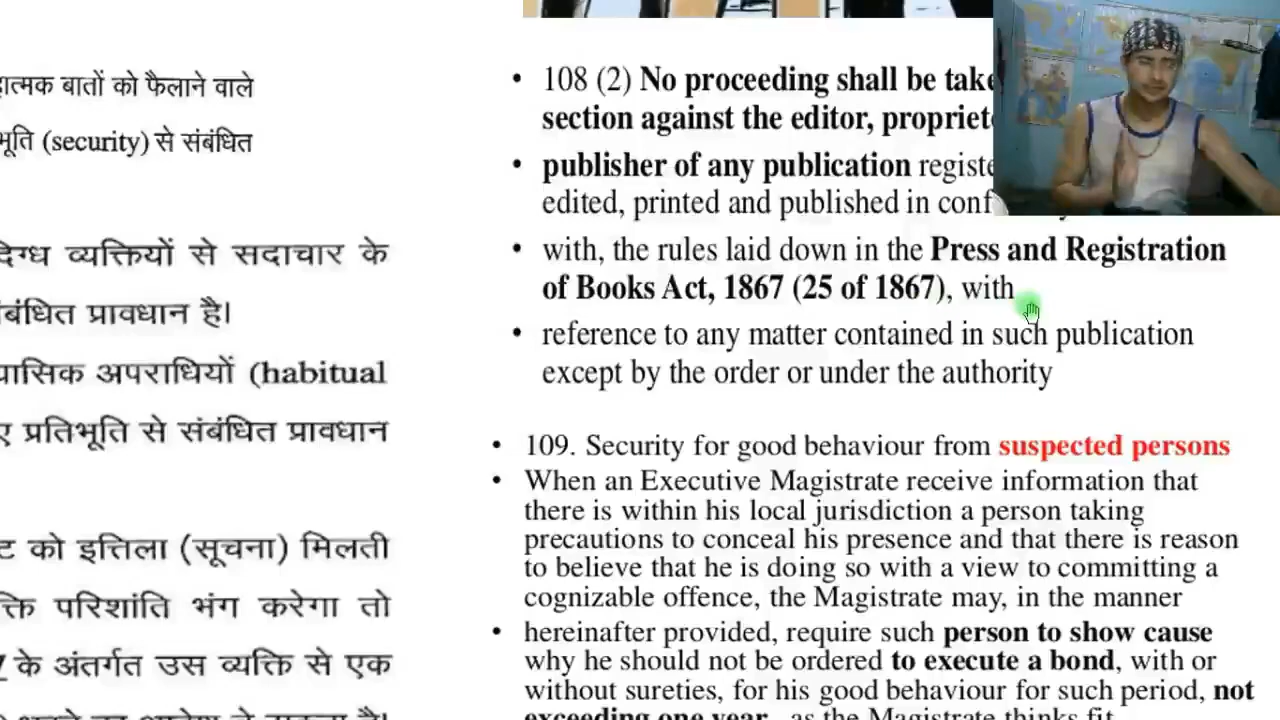 ात्मक बातों को फैलाने वाले
भूति (security) से संबंधित
दिग्ध व्यक्तियों से सदाचार के
संबंधित प्रावधान है।
यासिक अपराधियों (habitual
ए प्रतिभूति से संबंधित प्रावधान
ट को इत्तिला (सूचना) मिलती
क्ति परिशांति भंग करेगा तो
के अंतर्गत उस व्यक्ति से एक
• 108 (2) No proceeding shall be take
section against the editor, propriet
• publisher of any publication registe
edited, printed and published in conf
• with, the rules laid down in the Press and Registration
of Books Act, 1867 (25 of 1867), with
• reference to any matter contained in such publication
except by the order or under the authority
• 109. Security for good behaviour from suspected persons
• When an Executive Magistrate receive information that
there is within his local jurisdiction a person taking
precautions to conceal his presence and that there is reason
to believe that he is doing so with a view to committing a
cognizable offence, the Magistrate may, in the manner
• hereinafter provided, require such person to show cause
why he should not be ordered to execute a bond, with or
without sureties, for his good behaviour for such period, not
exceeding one year, as the Magistrate thinks fit